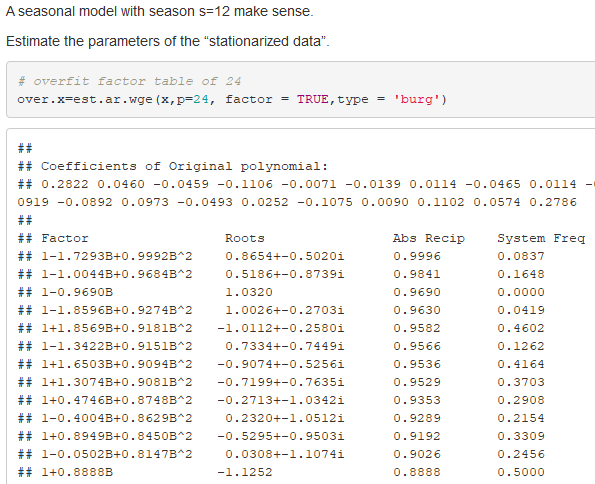 A seasonal model with season s=12 make sense.
Estimate the parameters of the “stationarized data”.
# overfit factor table of 24
over.x=est.ar.wge(x,p=24, factor = TRUE,type = 'burg')
##
## Coefficients of Original polynomial:
## 0.2822 0.0460 -0.0459 -0.1106 -0.0071 -0.0139 0.0114 -0.0465 0.0114 -
0919 -0.0892 0.0973 -0.0493 0.0252 -0.1075 0.0090 0.1102 0.0574 0.2786
##
## Factor Roots Abs Recip System Freq
## 1-1.7293B+0.9992B^2 0.8654+-0.5020i 0.9996 0.0837
## 1-1.0044B+0.9684B^2 0.5186+-0.8739i 0.9841 0.1648
## 1-0.9690B 1.0320 0.9690 0.0000
## 1-1.8596B+0.9274B^2 1.0026+-0.2703i 0.9630 0.0419
## 1+1.8569B+0.9181B^2 -1.0112+-0.2580i 0.9582 0.4602
## 1-1.3422B+0.9151B^2 0.7334+-0.7449i 0.9566 0.1262
## 1+1.6503B+0.9094B^2 -0.9074+-0.5256i 0.9536 0.4164
## 1+1.3074B+0.9081B^2 -0.7199+-0.7635i 0.9529 0.3703
## 1+0.4746B+0.8748B^2 -0.2713+-1.0342i 0.9353 0.2908
## 1-0.4004B+0.8629B^2 0.2320+-1.0512i 0.9289 0.2154
## 1+0.8949B+0.8450B^2 -0.5295+-0.9503i 0.9192 0.3309
## 1-0.0502B+0.8147B^2 0.0308+-1.1074i 0.9026 0.2456
## 1+0.8888B -1.1252 0.8888 0.5000